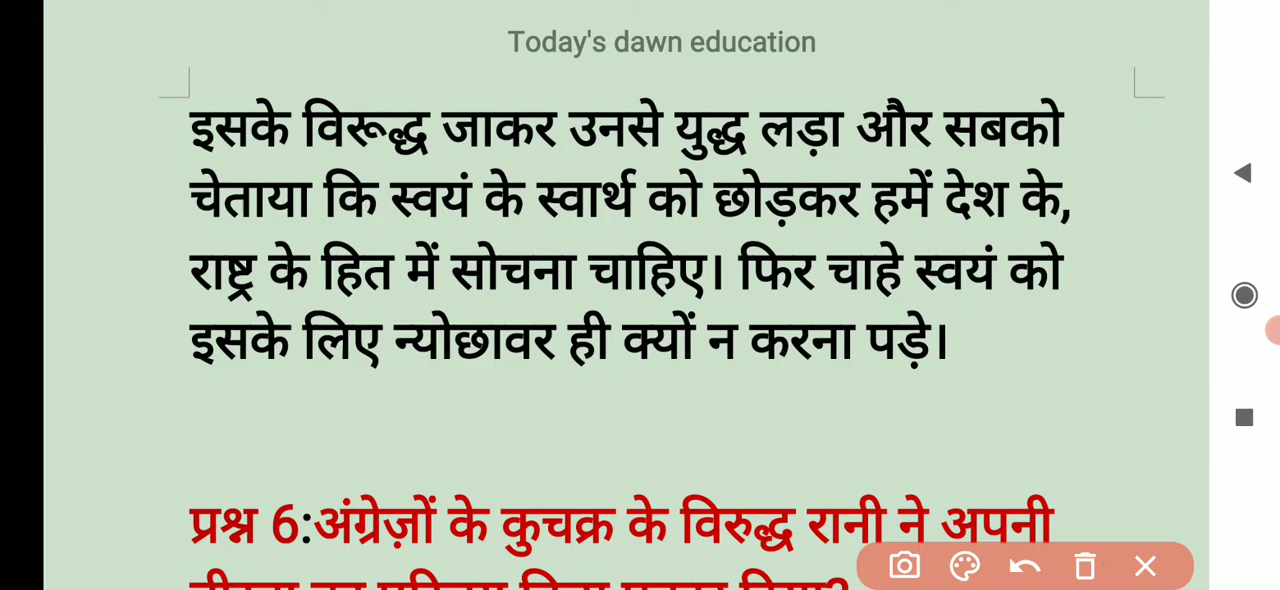 Today's dawn education
इसके विरूद्ध जाकर उनसे युद्ध लड़ा और सबको
चेताया कि स्वयं के स्वार्थ को छोड़कर हमें देश के,
राष्ट्र के हित में सोचना चाहिए। फिर चाहे स्वयं को
इसके लिए न्योछावर ही क्यों न करना पड़े।
प्रश्न 6:अंग्रेज़ों के कुचक्र के विरुद्ध रानी ने अपनी